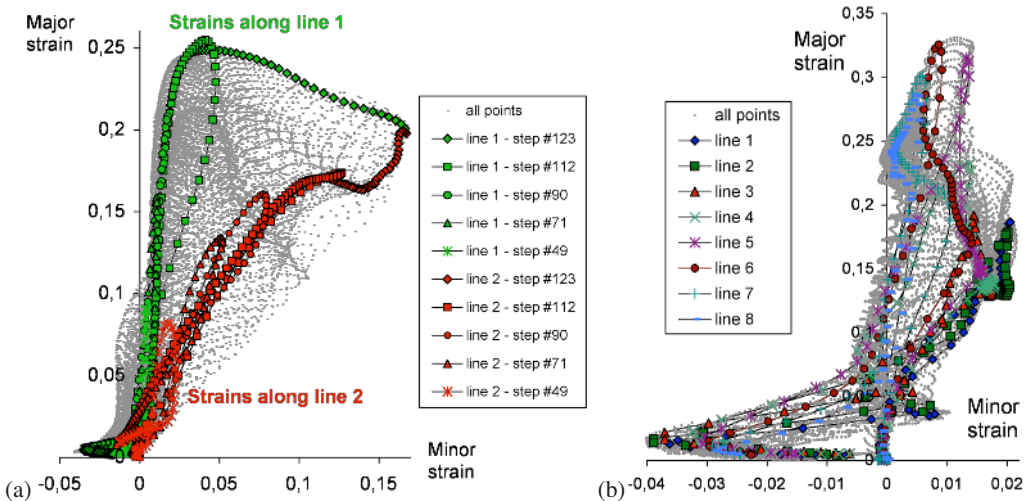 Major
strain
Strains along line 1
0,25
0,2
0,15
0,1
0,05
0
Strains along line 2
Minor
strain
-0,05
0
0,05
0,1
0,15
(a)
all points
line 1 - step #123
line 1 - step #112
line 1 - step #90
line 1 - step #71
line 1 - step #49
line 2 - step #123
line 2 - step #112
line 2 - step #90
line 2 - step #71
line 2 - step #49
Major
strain
0,35
0,3
0,25
0,2
0,15
all points
line 1
line 2
line 3
line 4
line 5
line 6
line 7
line 8
Minor
strain
(b)
-0,04
-0,03
-0,02
-0,01
0
0,01
0,02